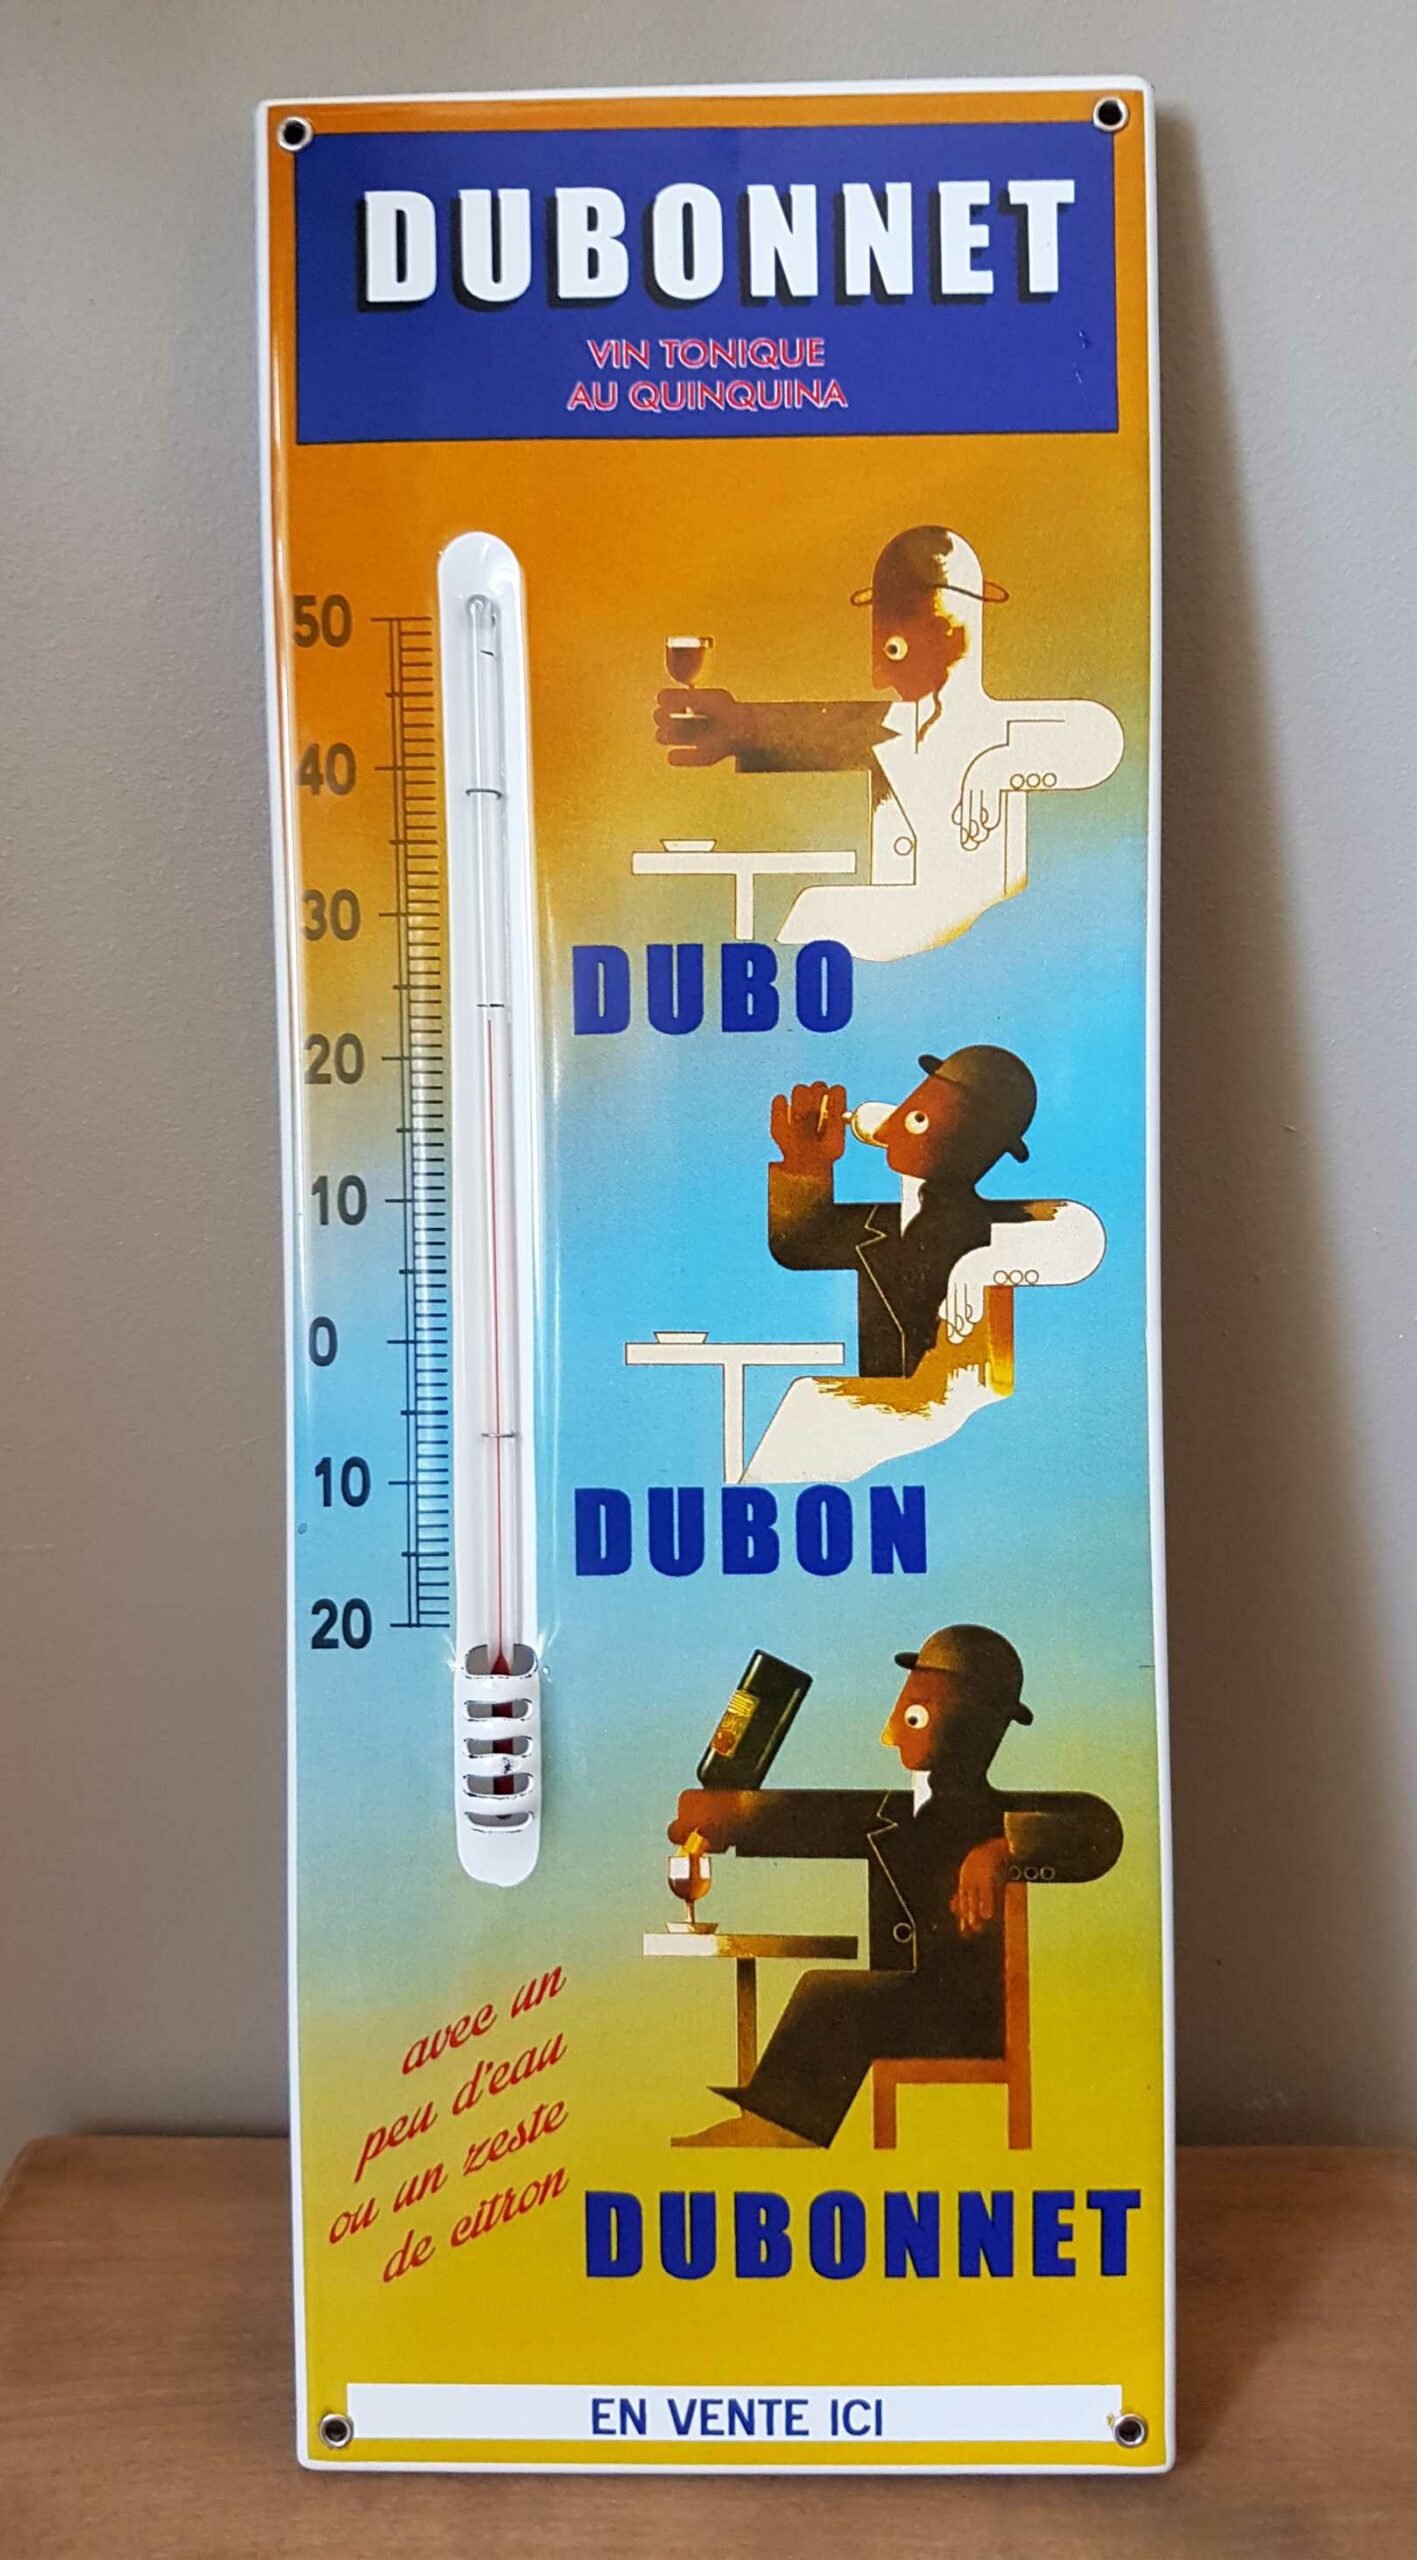 DUBONNET
VIN TONIQUE
AU QUINQUINA
50
40
30
20
10
0
10
20
DUBO
DUBON
avec un
peu d'eau
ou un zeste
de citron
DUBONNET
EN VENTE ICI